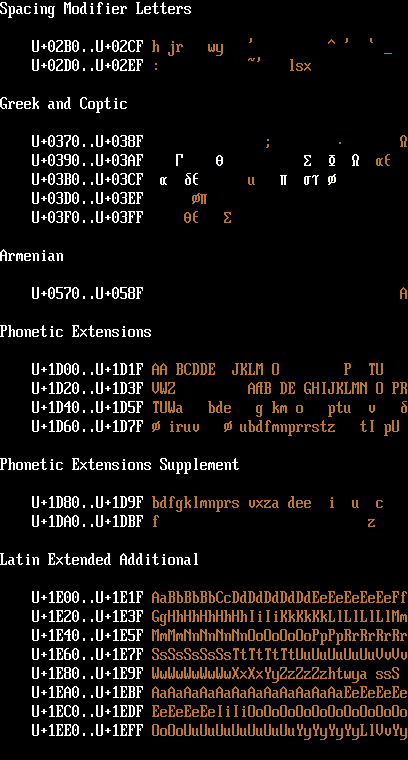 Spacing Modifier Letters
U+02B0..U+02CF h jr   wy   ʼ         ^ ʼ  ‛ _
U+02D0..U+02EF :           ~ʼ   lsx
Greek and Coptic
U+0370..U+038F               ;        ·       Ω
U+0390..U+03AF    Γ    Θ          Σ  Φ  Ω  αε
U+03B0..U+03CF  α  δε      u   π  στ φ
U+03D0..U+03EF      φπ
U+03F0..U+03FF     θε   Σ
Armenian
U+0570..U+058F                                A
Phonetic Extensions
U+1D00..U+1D1F AA BCDDE  JKLM O        P  TU
U+1D20..U+1D3F VWZ         AÆB DE GHIJKLMN O PR
U+1D40..U+1D5F TUWa   bde   g km o   ptu  v   δ
U+1D60..U+1D7F φ iruv   φ ubdfmnprrstz   tI pU
Phonetic Extensions Supplement
U+1D80..U+1D9F bdfgklmnprs vxza dee  i  u  c
U+1DA0..U+1DBF f                          z
Latin Extended Additional
U+1E00..U+1E1F AaBbBbBbCcDdDdDdDdDdEeEeEeEeEeFf
U+1E20..U+1E3F GgHhHhHhHhHhIiIiKkKkKkLlLlLlLlMm
U+1E40..U+1E5F MmMmNnNnNnNnOoOoOoOoPpPpRrRrRrRr
U+1E60..U+1E7F SsSsSsSsSsTtTtTtTtUuUuUuUuUuVvVv
U+1E80..U+1E9F WwWwWwWwWwXxXxYyZzZzZzhtwya ssS
U+1EA0..U+1EBF AaAaAaAaAaAaAaAaAaAaAaAaEeEeEeEe
U+1EC0..U+1EDF EeEeEeEeIiIiOoOoOoOoOoOoOoOoOoOo
U+1EE0..U+1EFF OoOoUuUuUuUuUuUuUuYyYyYyYyLlVvYy